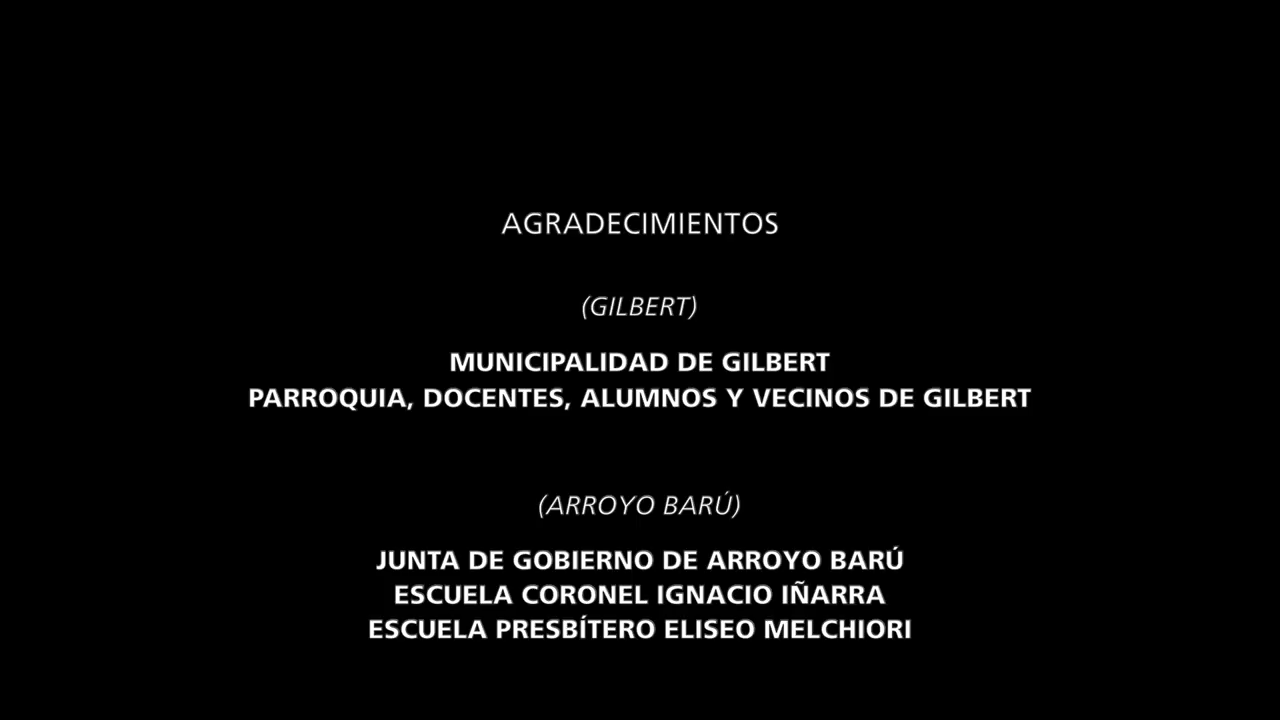 AGRADECIMIENTOS
(GILBERT)
MUNICIPALIDAD DE GILBERT
PARROQUIA, DOCENTES, ALUMNOS Y VECINOS DE GILBERT
(ARROYO BARÚ)
JUNTA DE GOBIERNO DE ARROYO BARÚ
ESCUELA CORONEL IGNACIO IÑARRA
ESCUELA PRESBÍTERO ELISEO MELCHIORI